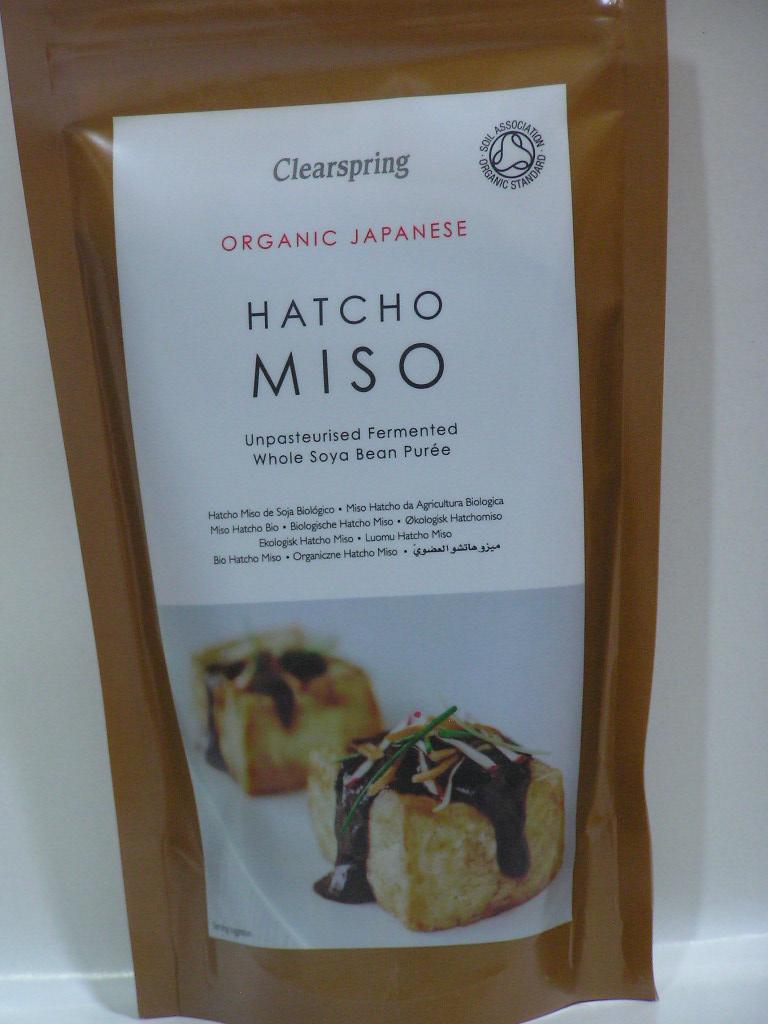 Clearspring
SOIL ASSOCIATION
ORGANIC STANDARD
ORGANIC JAPANESE
HATCHO
MISO
Unpasteurised Fermented
Whole Soya Bean Purée
Hatcho Miso de Soja Biológico • Miso Hatcho da Agricultura Biologica
Miso Hatcho Bio • Biologische Hatcho Miso • Økologisk Hatchomiso
Ekologisk Hatcho Miso • Luomu Hatcho Miso
Bio Hatcho Miso • Organiczne Hatcho Miso • ميزو هاتشو العضويّ